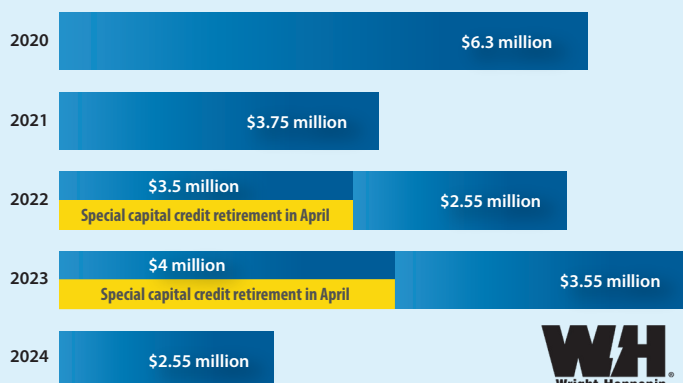 2020
$6.3 million
2021
$3.75 million
2022
$3.5 million
Special capital credit retirement in April
$2.55 million
2023
$4 million
Special capital credit retirement in April
$3.55 million
2024
$2.55 million
WH®
Wright-Hennepin